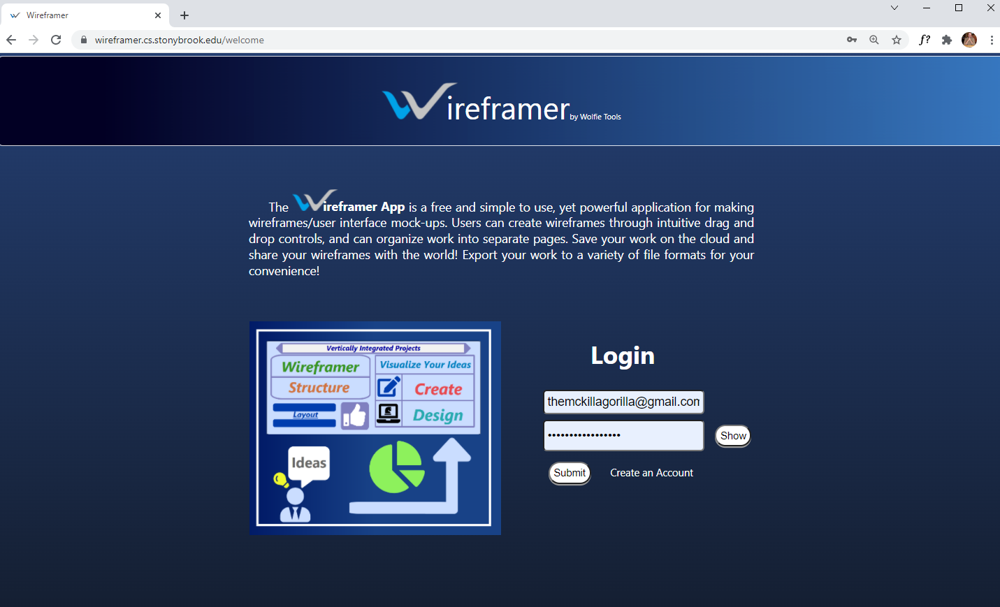 Wireframer
wireframer.cs.stonybrook.edu/welcome
f?
Wireframer by Wolfie Tools
The Wireframer App is a free and simple to use, yet powerful application for making
wireframes/user interface mock-ups. Users can create wireframes through intuitive drag and
drop controls, and can organize work into separate pages. Save your work on the cloud and
share your wireframes with the world! Export your work to a variety of file formats for your
convenience!
Vertically Integrated Projects
Wireframer
Structure
Layout
Visualize Your Ideas
Create
Design
Ideas
Login
themckillagorilla@gmail.com
•••••••••••••••••
Show
Submit
Create an Account